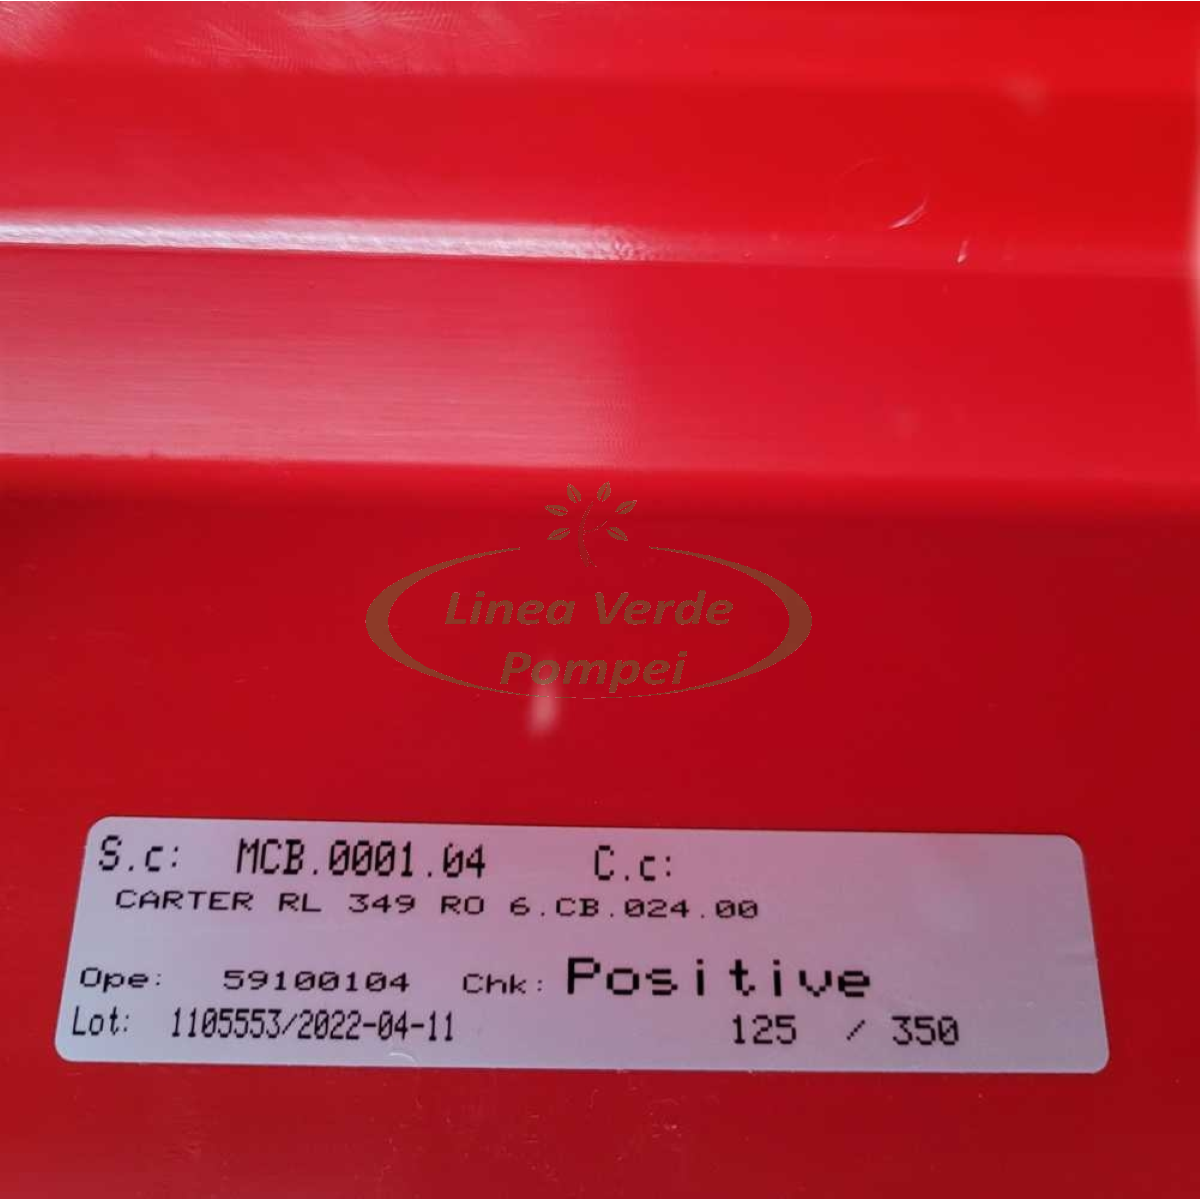 Linea Verde
Pompei
S.c: MCB.0001.04 C.c:
CARTER RL 349 RO 6.CB.024.00
Ope: 59100104 Chk: Positive
Lot: 1105553/2022-04-11 125 / 350